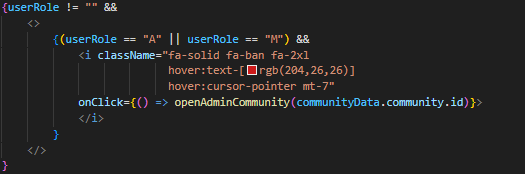 {userRole != "" &&
<>
{(userRole == "A" || userRole == "M") &&
<i className="fa-solid fa-ban fa-2xl
hover:text-[rgb(204,26,26)]
hover:cursor-pointer mt-7"
onClick={() => openAdminCommunity(communityData.community.id)}>
</i>
}
</>
}